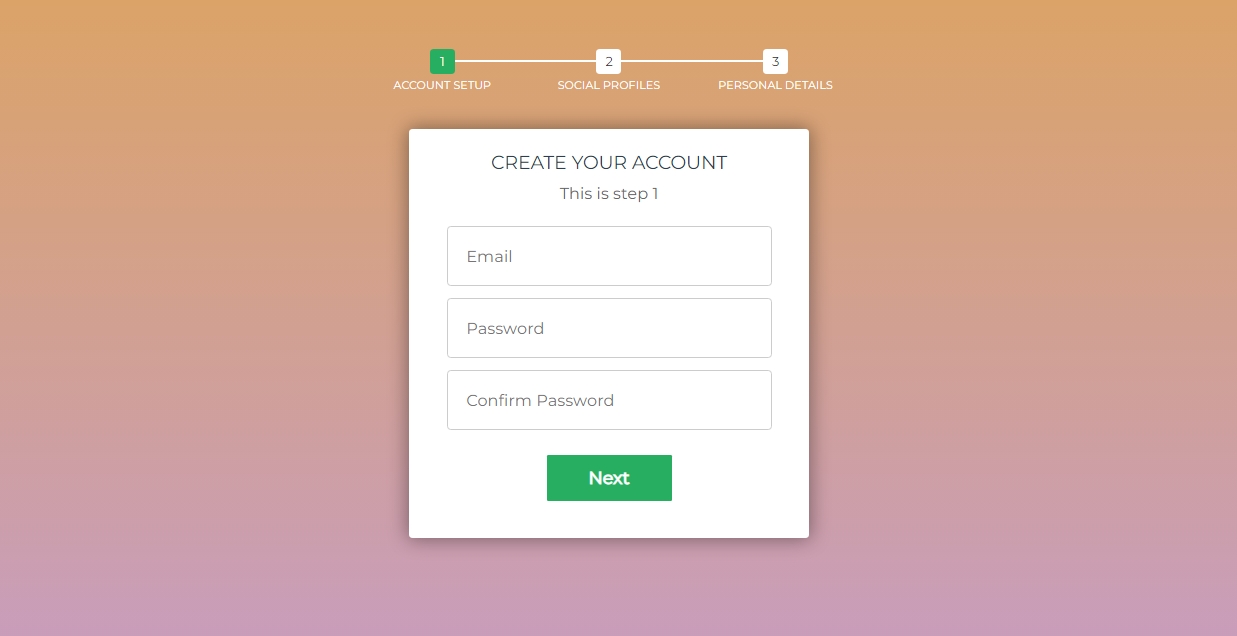 1 2 3
ACCOUNT SETUP SOCIAL PROFILES PERSONAL DETAILS
CREATE YOUR ACCOUNT
This is step 1
Email
Password
Confirm Password
Next